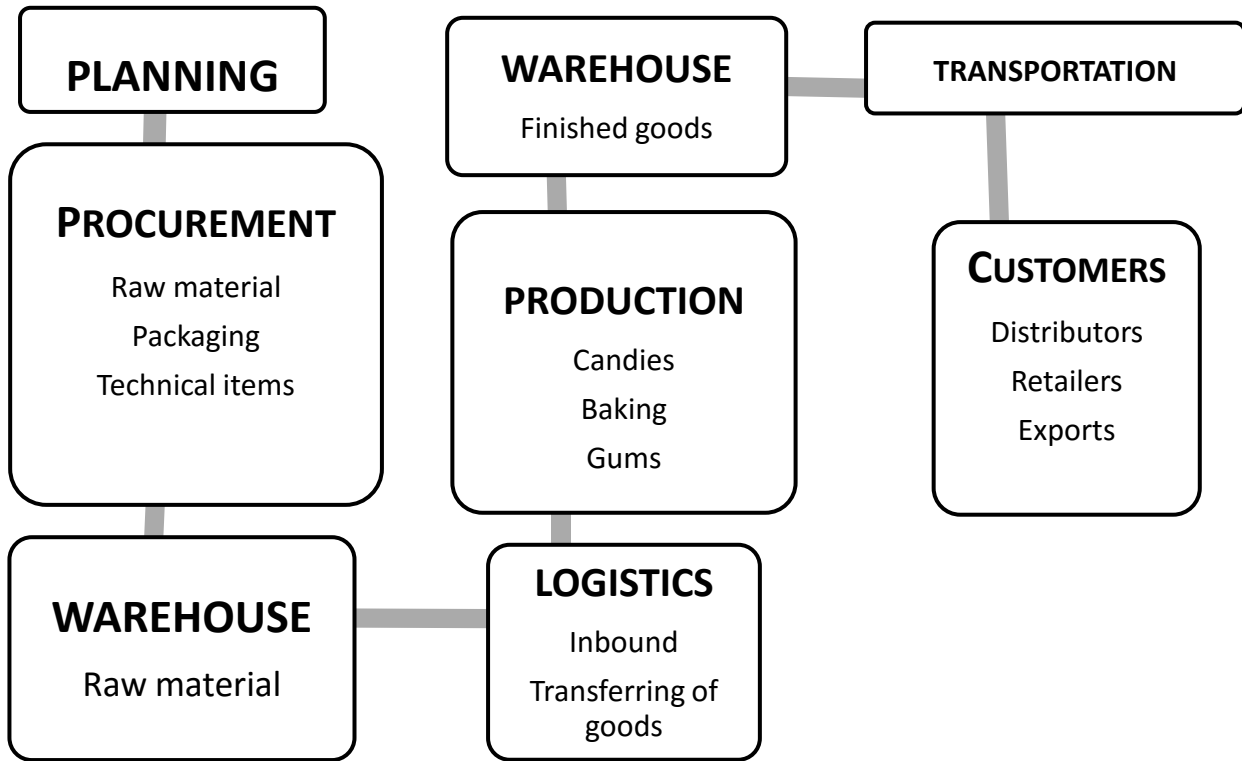 PLANNING
PROCUREMENT
Raw material
Packaging
Technical items
WAREHOUSE
Raw material
LOGISTICS
Inbound
Transferring of
goods
PRODUCTION
Candies
Baking
Gums
WAREHOUSE
Finished goods
TRANSPORTATION
CUSTOMERS
Distributors
Retailers
Exports